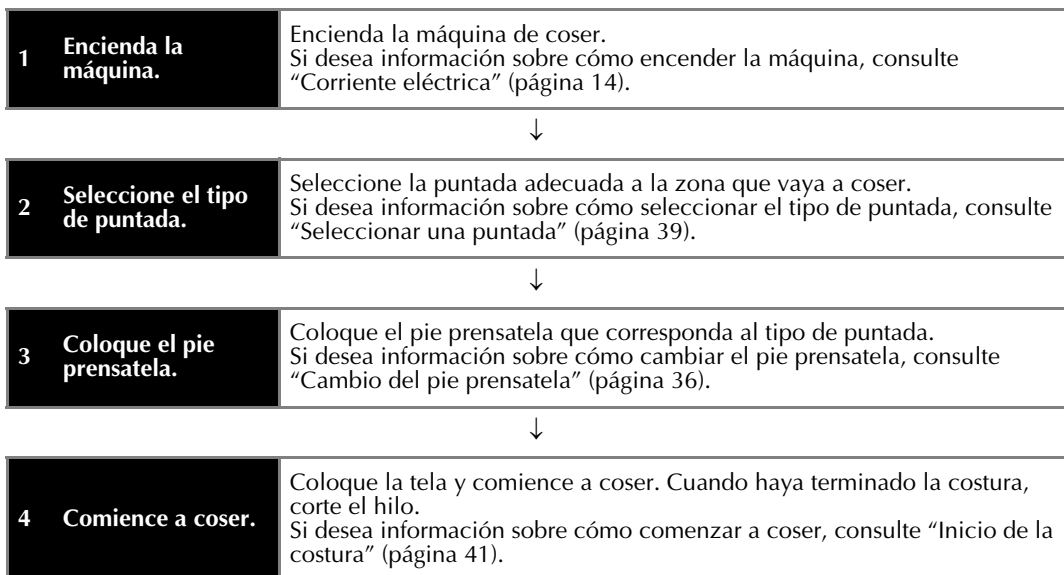 1 Encienda la máquina.
Encienda la máquina de coser.
Si desea información sobre cómo encender la máquina, consulte
“Corriente eléctrica” (página 14).
↓
2 Seleccione el tipo de puntada.
Seleccione la puntada adecuada a la zona que vaya a coser.
Si desea información sobre cómo seleccionar el tipo de puntada, consulte
“Seleccionar una puntada” (página 39).
↓
3 Coloque el pie prensatela.
Coloque el pie prensatela que corresponda al tipo de puntada.
Si desea información sobre cómo cambiar el pie prensatela, consulte
“Cambio del pie prensatela” (página 36).
↓
4 Comience a coser.
Coloque la tela y comience a coser. Cuando haya terminado la costura,
corte el hilo.
Si desea información sobre cómo comenzar a coser, consulte “Inicio de la
costura” (página 41).